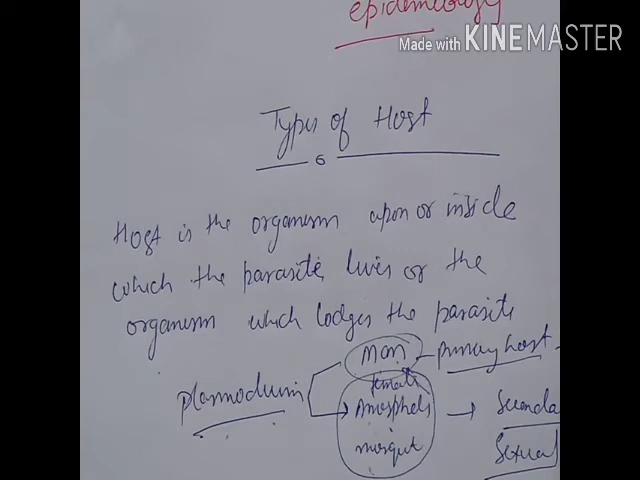 epidemiology
Made with KINEMASTER
Types of Host
Host is the organism upon or inside
which the parasite lives or the
organism which lodges the parasite
Plasmodium Man - primary host
female
Anopheles → Seconda
mosquit Sexual